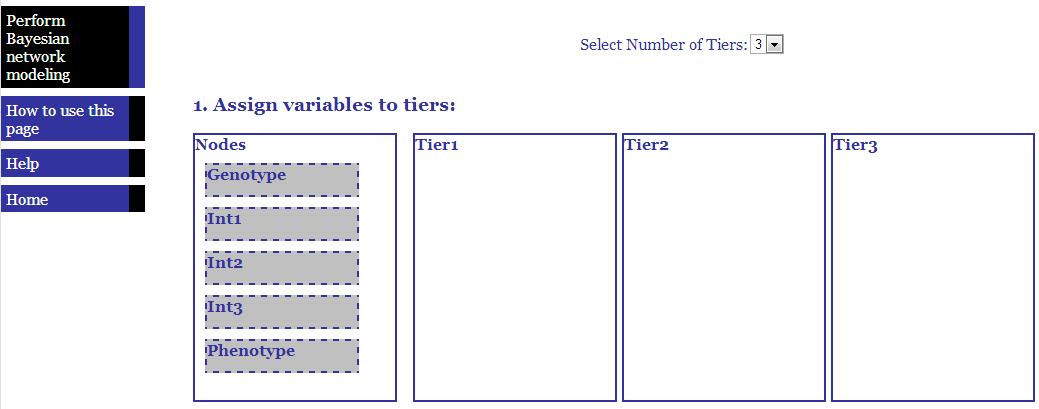 Perform
Bayesian
network
modeling
How to use this
page
Help
Home
Select Number of Tiers: 3
1. Assign variables to tiers:
Nodes
Genotype
Int1
Int2
Int3
Phenotype
Tier1
Tier2
Tier3